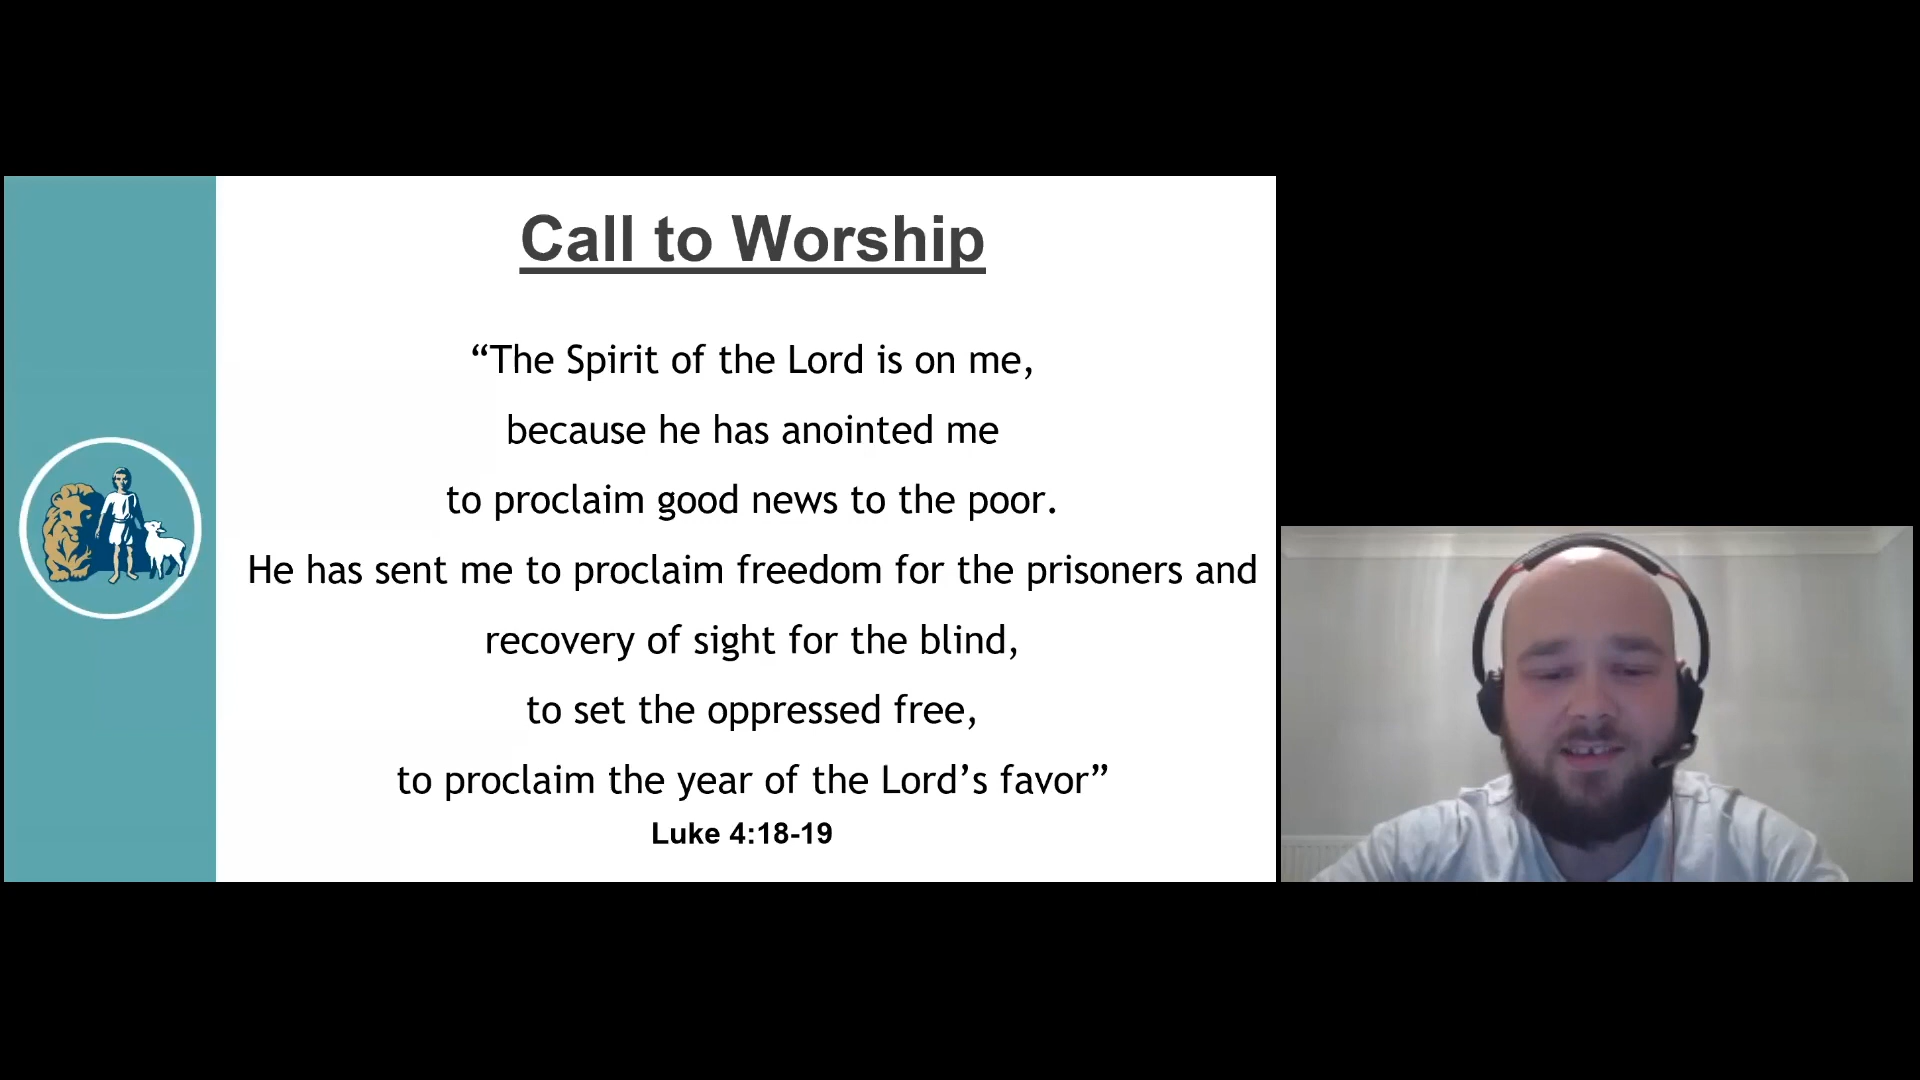 Call to Worship
“The Spirit of the Lord is on me,
because he has anointed me
to proclaim good news to the poor.
He has sent me to proclaim freedom for the prisoners and
recovery of sight for the blind,
to set the oppressed free,
to proclaim the year of the Lord’s favor”
Luke 4:18-19